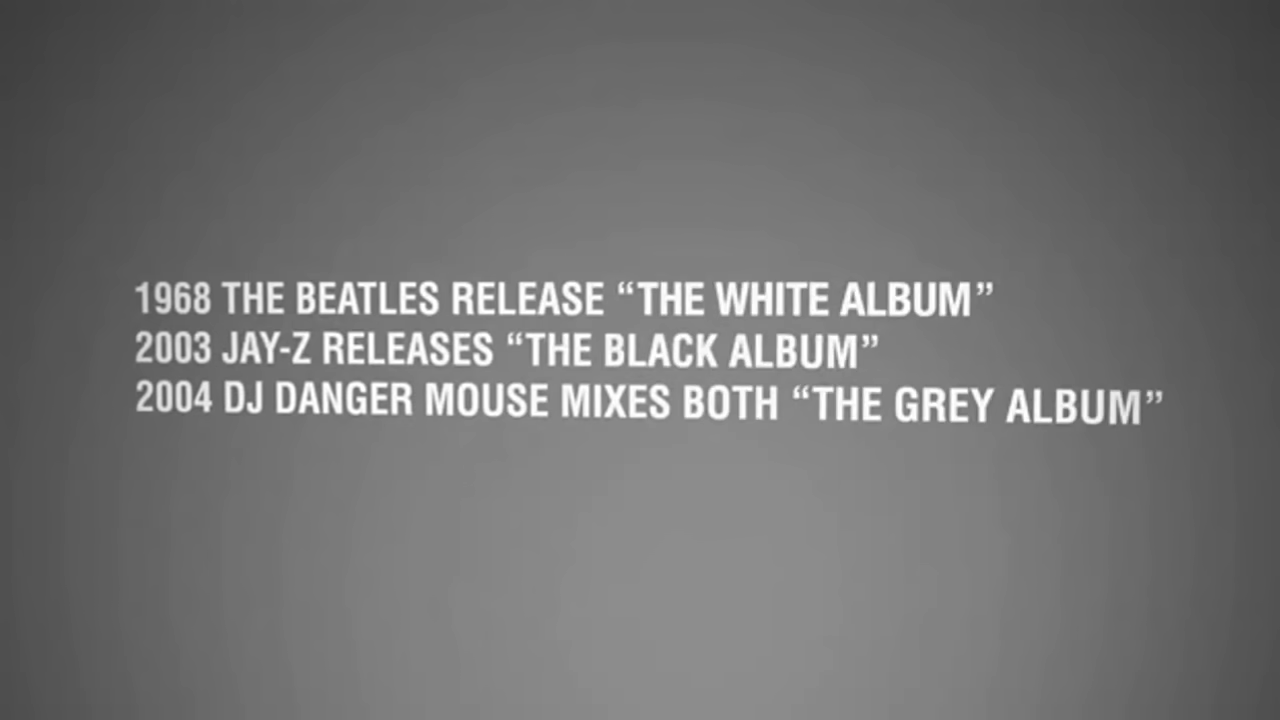 1968 THE BEATLES RELEASE “THE WHITE ALBUM”
2003 JAY-Z RELEASES “THE BLACK ALBUM”
2004 DJ DANGER MOUSE MIXES BOTH “THE GREY ALBUM”